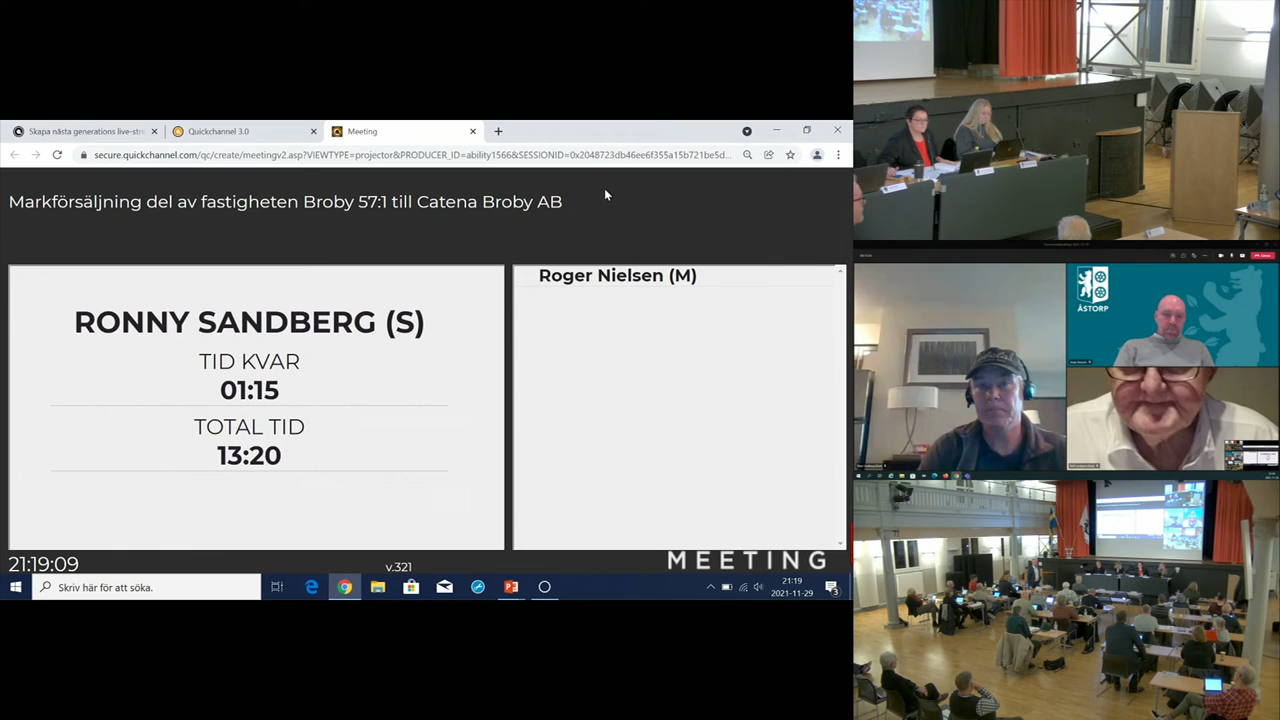 Skapa nästa generations live-str
Quickchannel 3.0
Meeting
secure.quickchannel.com/qc/create/meetingv2.asp?VIEWTYPE=projector&PRODUCER_ID=ability1566&SESSIONID=0x2048723db46ee6f355a15b721be5d...
Markförsäljning del av fastigheten Broby 57:1 till Catena Broby AB
RONNY SANDBERG (S)
TID KVAR
01:15
TOTAL TID
13:20
Roger Nielsen (M)
21:19:09
v.321
MEETING
Skriv här för att söka.
21:19
2021-11-29
3
ÅSTORP